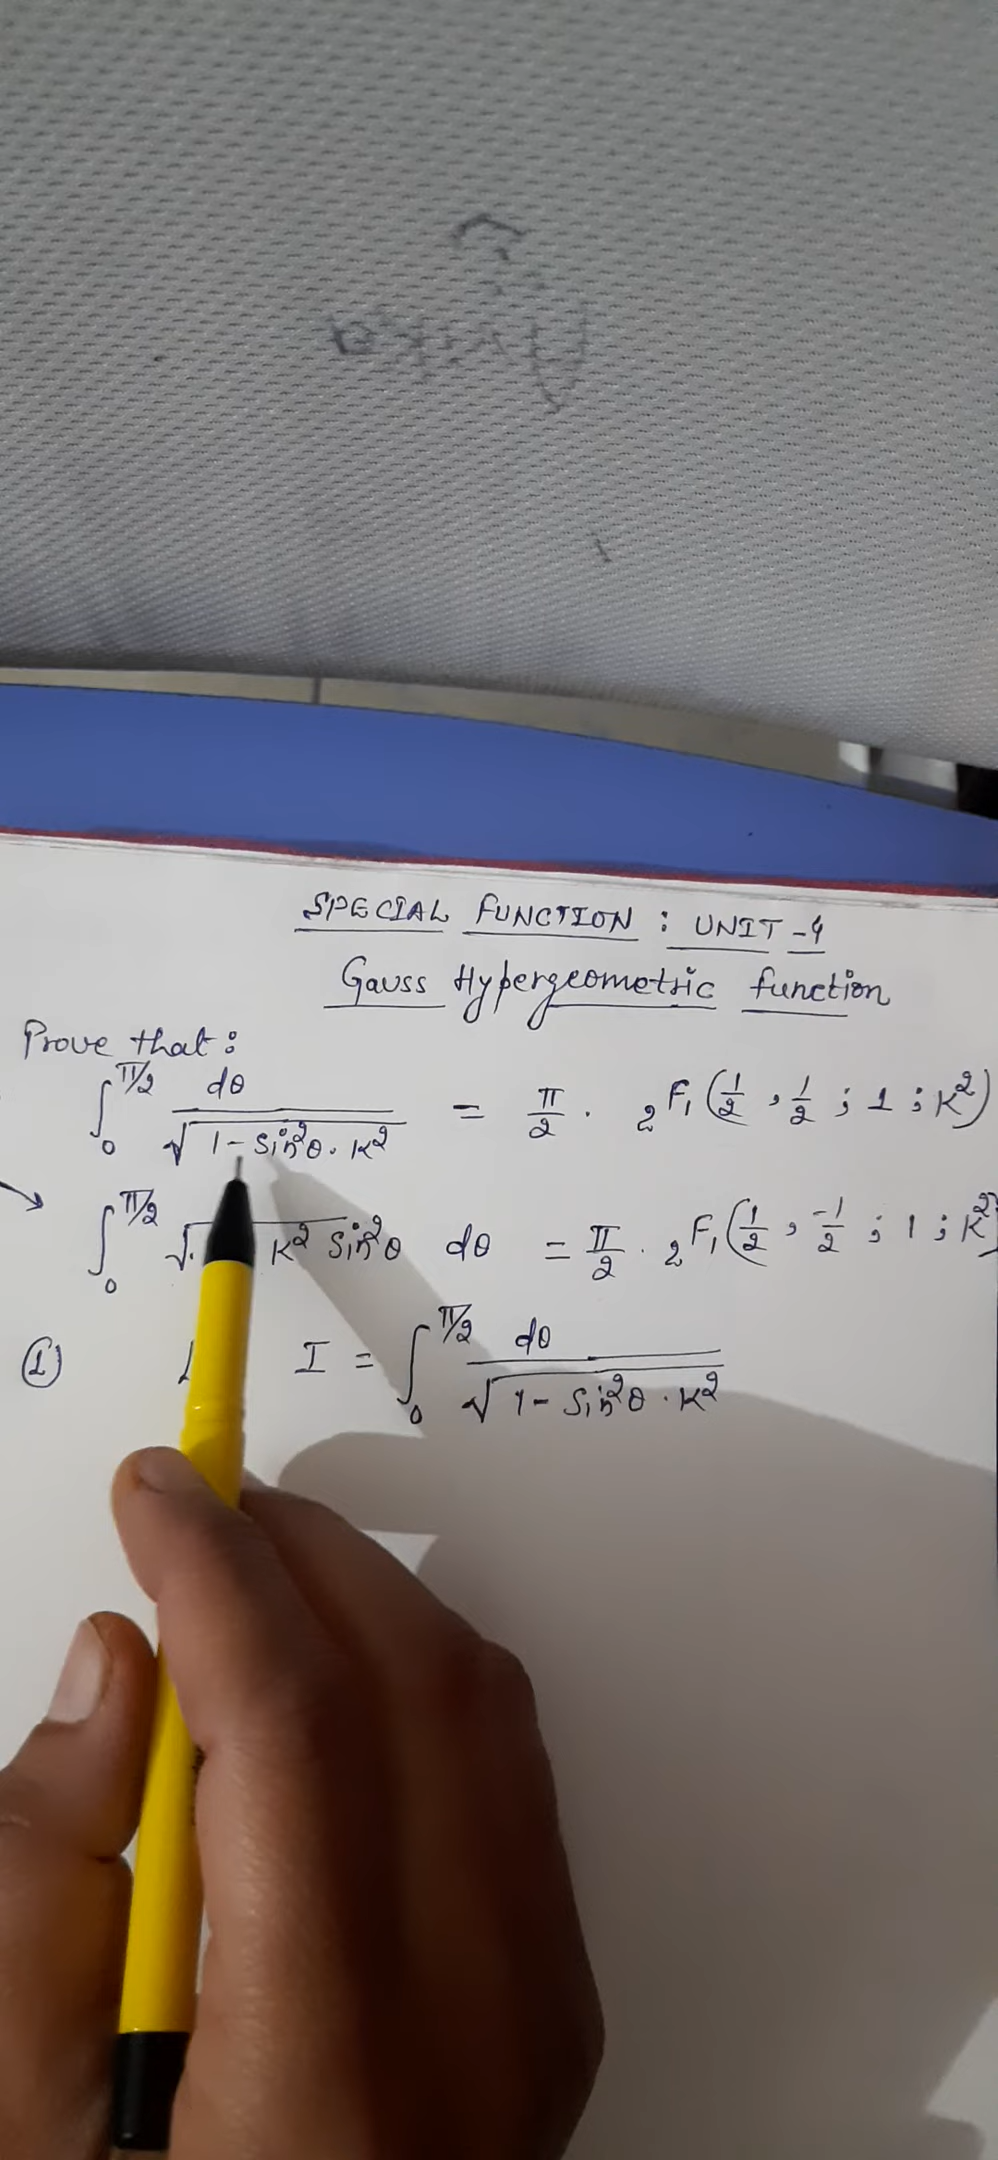 SPECIAL FUNCTION : UNIT-4
Gauss Hypergeometric function
Prove that :
∫₀^{π/2} dθ / √(1 - Sin²θ · K²) = π/2 · ₂F₁(1/2, 1/2 ; 1 ; K²)
→ ∫₀^{π/2} √ K² Sin²θ dθ = π/2 · ₂F₁(1/2, -1/2 ; 1 ; K²)
① I = ∫₀^{π/2} dθ / √(1 - Sin²θ · K²)